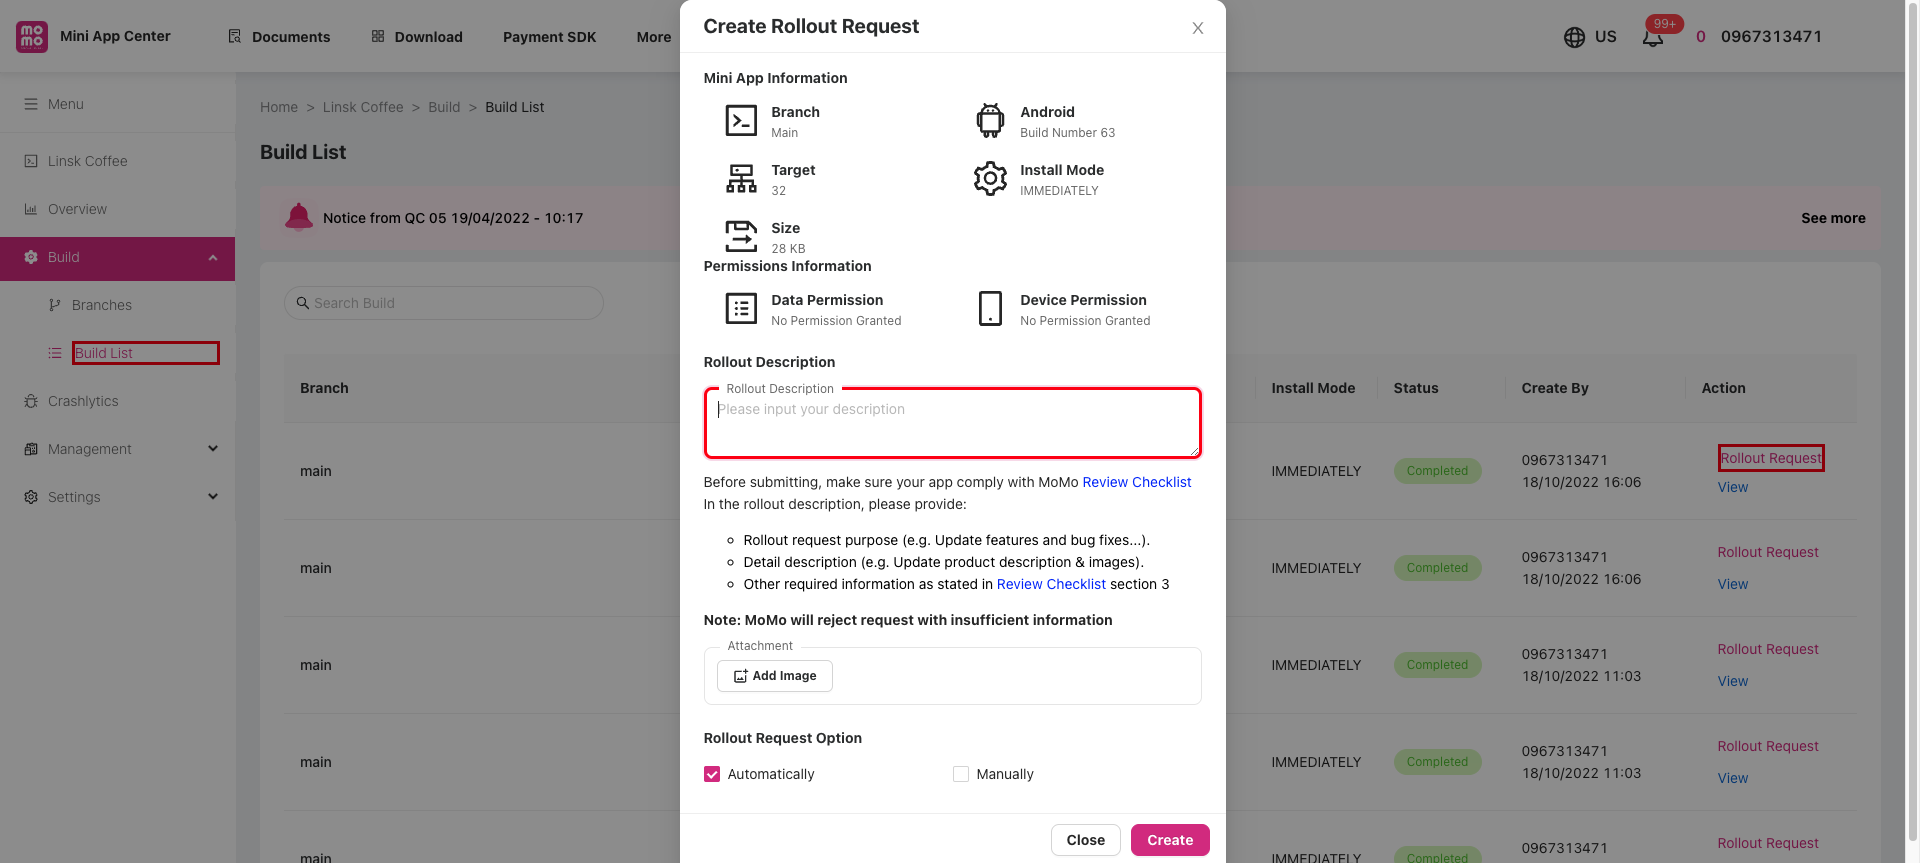 MOMO
Mini App Center
Documents
Download
Payment SDK
More
US
99+
0
0967313471
Menu
Linsk Coffee
Overview
Build
Branches
Build List
Crashlytics
Management
Settings
Home > Linsk Coffee > Build > Build List
Build List
Notice from QC 05 19/04/2022 - 10:17
See more
Search Build
Branch
Install Mode
Status
Create By
Action
main
IMMEDIATELY
Completed
0967313471
18/10/2022 16:06
Rollout Request
View
main
IMMEDIATELY
Completed
0967313471
18/10/2022 16:06
Rollout Request
View
main
IMMEDIATELY
Completed
0967313471
18/10/2022 11:03
Rollout Request
View
main
IMMEDIATELY
Completed
0967313471
18/10/2022 11:03
Rollout Request
View
main
IMMEDIATELY
Completed
0967313471
Rollout Request
Create Rollout Request
X
Mini App Information
Branch
Main
Android
Build Number 63
Target
32
Install Mode
IMMEDIATELY
Size
28 KB
Permissions Information
Data Permission
No Permission Granted
Device Permission
No Permission Granted
Rollout Description
Rollout Description
Please input your description
Before submitting, make sure your app comply with MoMo Review Checklist
In the rollout description, please provide:
Rollout request purpose (e.g. Update features and bug fixes...).
Detail description (e.g. Update product description & images).
Other required information as stated in Review Checklist section 3
Note: MoMo will reject request with insufficient information
Attachment
Add Image
Rollout Request Option
Automatically
Manually
Close
Create